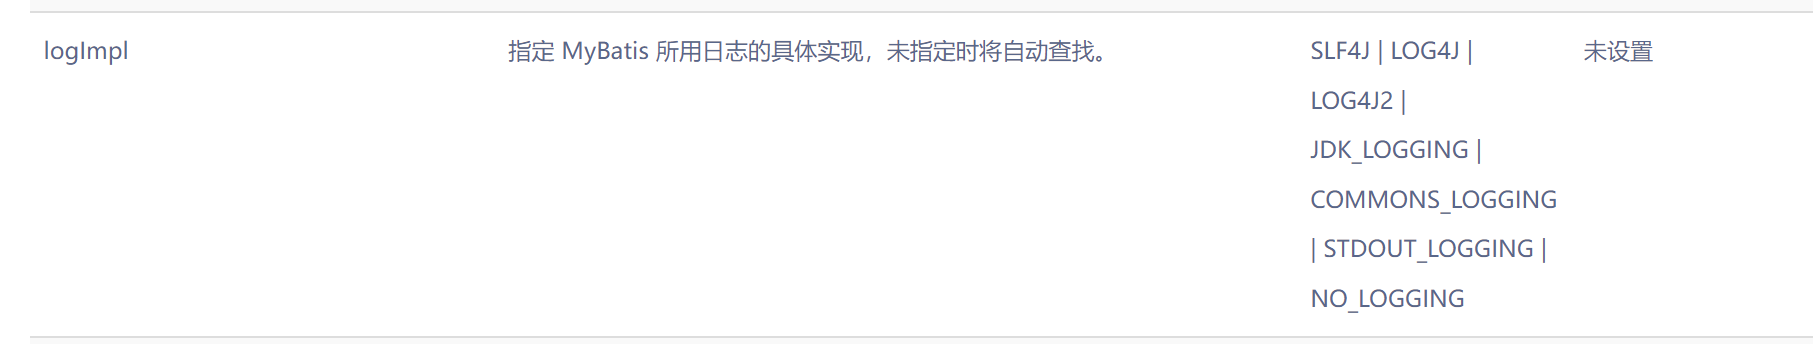 logImpl
指定 MyBatis 所用日志的具体实现，未指定时将自动查找。
SLF4J | LOG4J |
LOG4J2 |
JDK_LOGGING |
COMMONS_LOGGING
| STDOUT_LOGGING |
NO_LOGGING
未设置